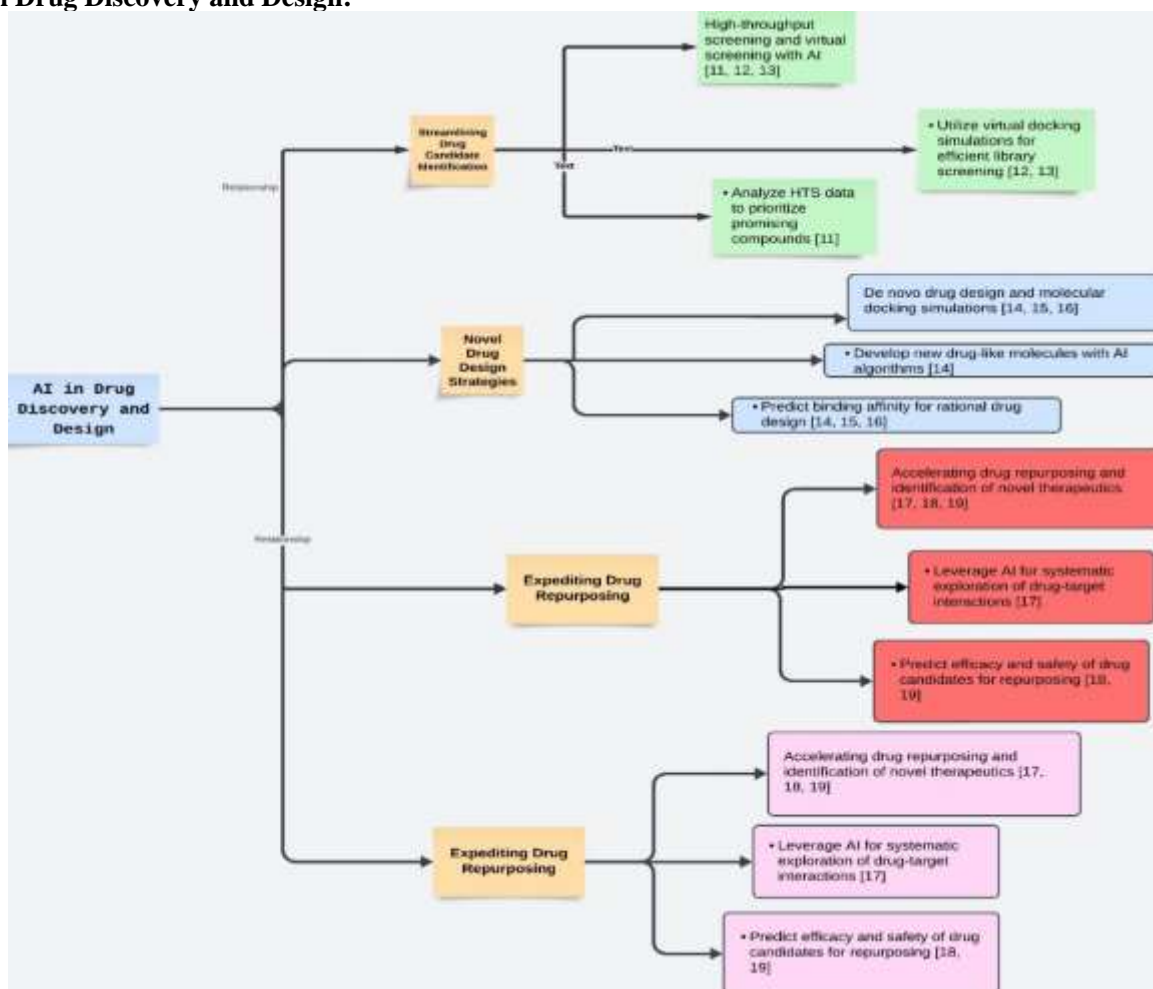 Drug Discovery and Design:
High-throughput
screening and virtual
screening with AI
[11, 12, 13]
Streamlining
Drug
Candidate
Identification
Text
Text
• Utilize virtual docking
simulations for
efficient library
screening [12, 13]
Relationship
• Analyze HTS data
to prioritize
promising
compounds [11]
De novo drug design and molecular
docking simulations [14, 15, 16]
Novel
Drug
Design
Strategies
• Develop new drug-like molecules with AI
algorithms [14]
AI in Drug
Discovery and
Design
• Predict binding affinity for rational drug
design [14, 15, 16]
Accelerating drug repurposing and
identification of novel therapeutics
[17, 18, 19]
Relationship
Expediting Drug
Repurposing
• Leverage AI for systematic
exploration of drug-target
interactions [17]
• Predict efficacy and safety of drug
candidates for repurposing [18,
19]
Accelerating drug repurposing and
identification of novel therapeutics [17,
18, 19]
Expediting Drug
Repurposing
• Leverage AI for systematic
exploration of drug-target
interactions [17]
• Predict efficacy and safety of drug
candidates for repurposing [18,
19]